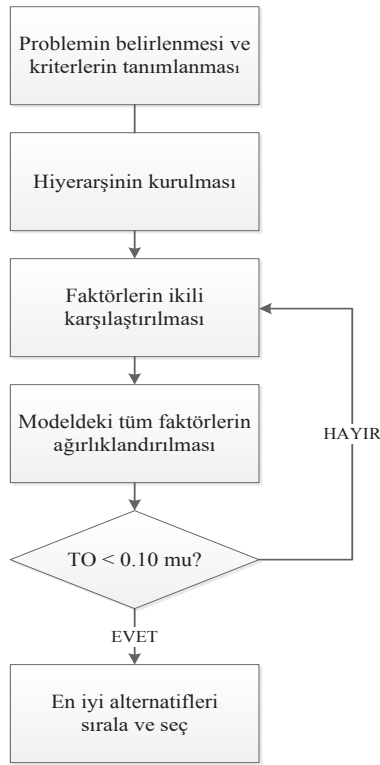 Problemin belirlenmesi ve
kriterlerin tanımlanması
Hiyerarşinin kurulması
Faktörlerin ikili
karşılaştırılması
Modeldeki tüm faktörlerin
ağırlıklandırılması
HAYIR
TO < 0.10 mu?
EVET
En iyi alternatifleri
sırala ve seç